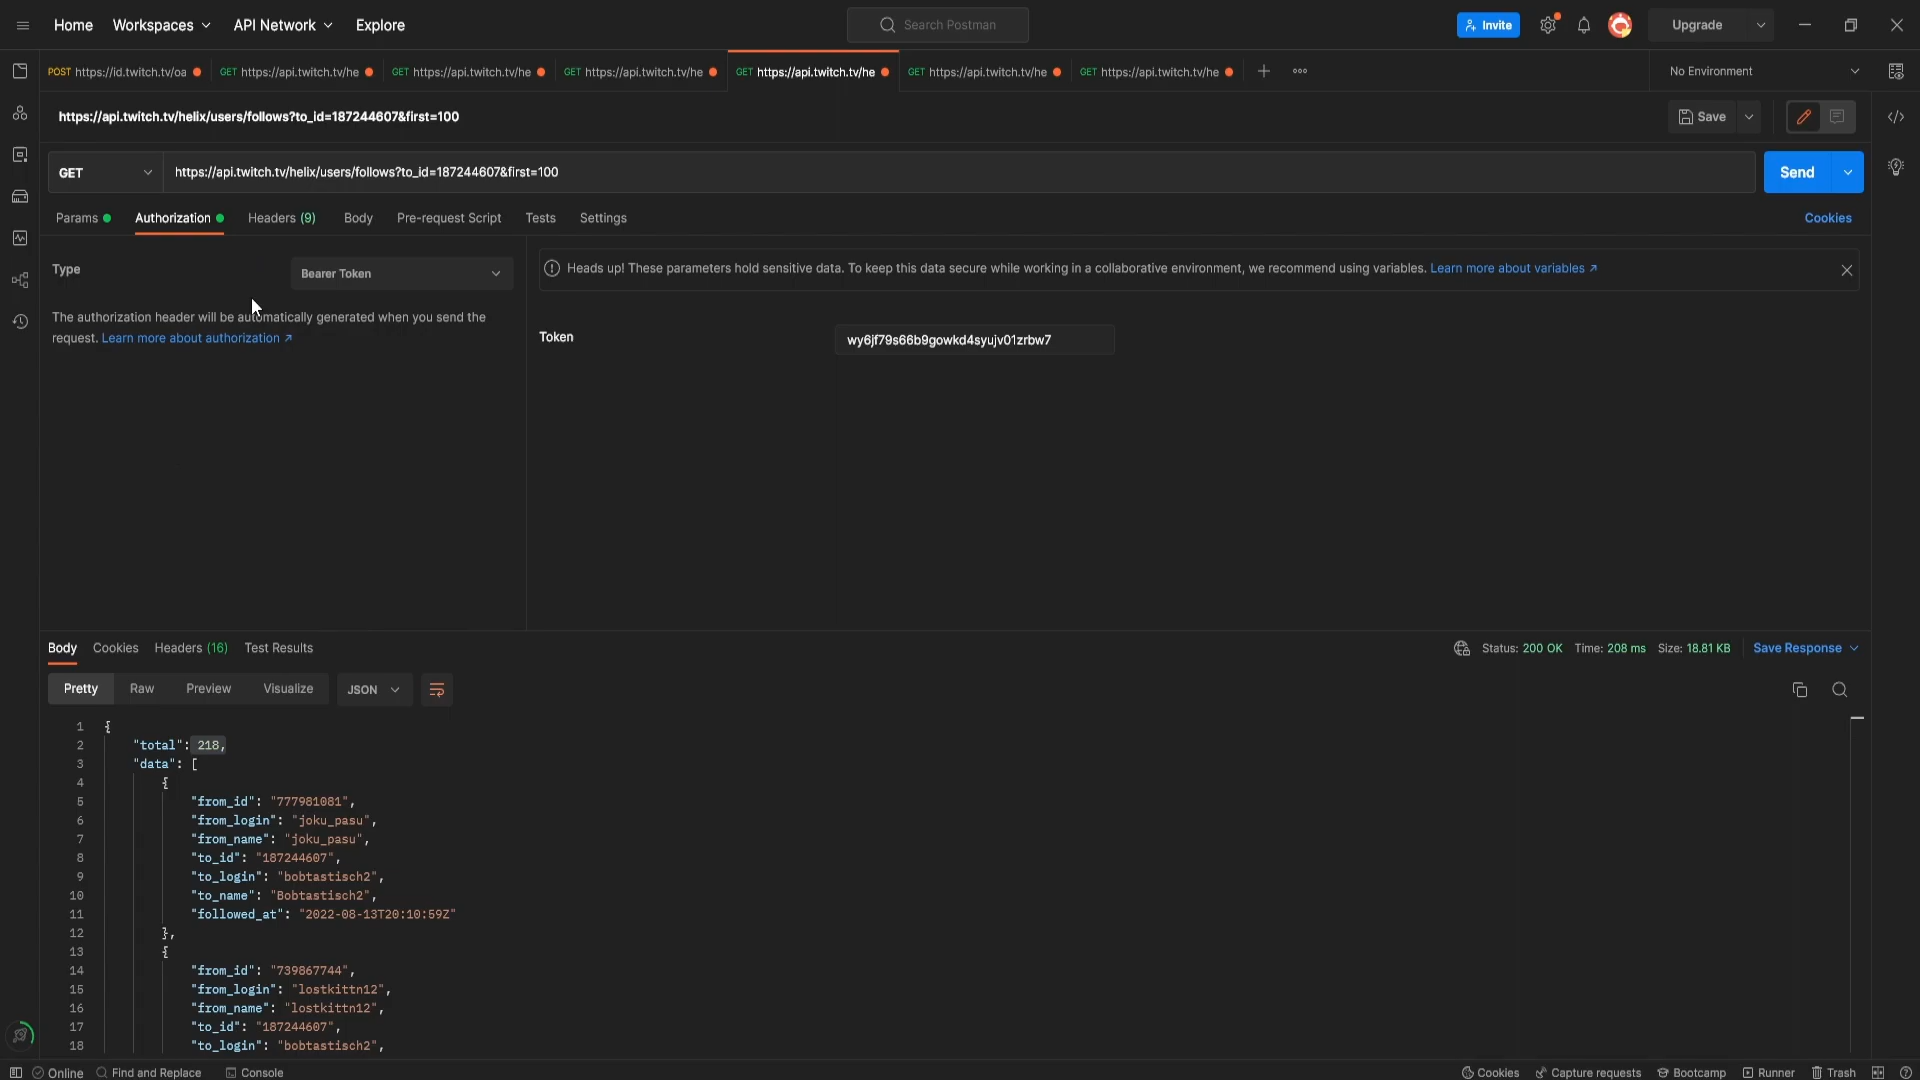 Home Workspaces API Network Explore Search Postman Invite Upgrade
POST https://id.twitch.tv/oa GET https://api.twitch.tv/he GET https://api.twitch.tv/he GET https://api.twitch.tv/he GET https://api.twitch.tv/he GET https://api.twitch.tv/he GET https://api.twitch.tv/he No Environment
https://api.twitch.tv/helix/users/follows?to_id=187244607&first=100 Save
GET https://api.twitch.tv/helix/users/follows?to_id=187244607&first=100 Send
Params Authorization Headers (9) Body Pre-request Script Tests Settings Cookies
Type Bearer Token
Heads up! These parameters hold sensitive data. To keep this data secure while working in a collaborative environment, we recommend using variables. Learn more about variables ↗
The authorization header will be automatically generated when you send the
request. Learn more about authorization ↗
Token wy6jf79s66b9gowkd4syujv01zrbw7
Body Cookies Headers (16) Test Results Status: 200 OK Time: 208 ms Size: 18.81 KB Save Response
Pretty Raw Preview Visualize JSON
1 {
2 "total": 218,
3 "data": [
4 {
5 "from_id": "777981081",
6 "from_login": "joku_pasu",
7 "from_name": "joku_pasu",
8 "to_id": "187244607",
9 "to_login": "bobtastisch2",
10 "to_name": "Bobtastisch2",
11 "followed_at": "2022-08-13T20:10:59Z"
12 },
13 {
14 "from_id": "739867744",
15 "from_login": "lostkittn12",
16 "from_name": "lostkittn12",
17 "to_id": "187244607",
18 "to_login": "bobtastisch2",
Online Find and Replace Console Cookies Capture requests Bootcamp Runner Trash